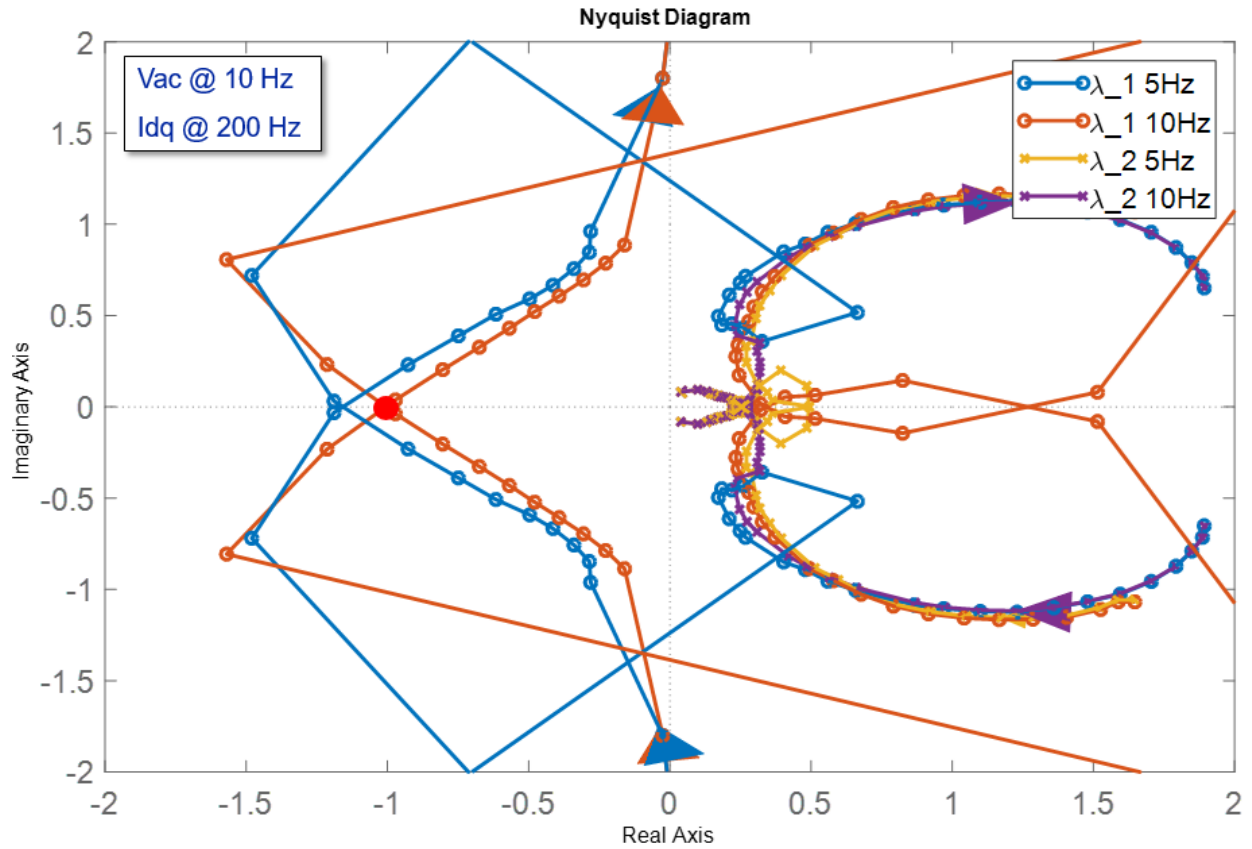 Nyquist Diagram
Vac @ 10 Hz
Idq @ 200 Hz
λ_1 5Hz
λ_1 10Hz
λ_2 5Hz
λ_2 10Hz
Imaginary Axis
2
1.5
1
0.5
0
-0.5
-1
-1.5
-2
-2 -1.5 -1 -0.5 0 0.5 1 1.5 2
Real Axis